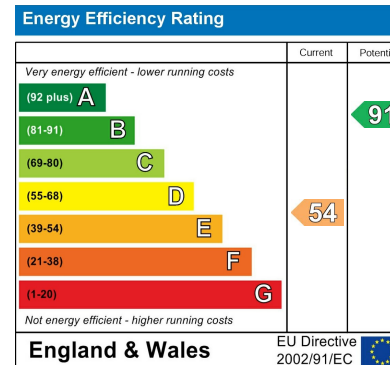 Energy Efficiency Rating
Current Potenti
Very energy efficient - lower running costs
(92 plus) A
(81-91) B
(69-80) C
(55-68) D
(39-54) E
(21-38) F
(1-20) G
91
54
Not energy efficient - higher running costs
England & Wales
EU Directive
2002/91/EC